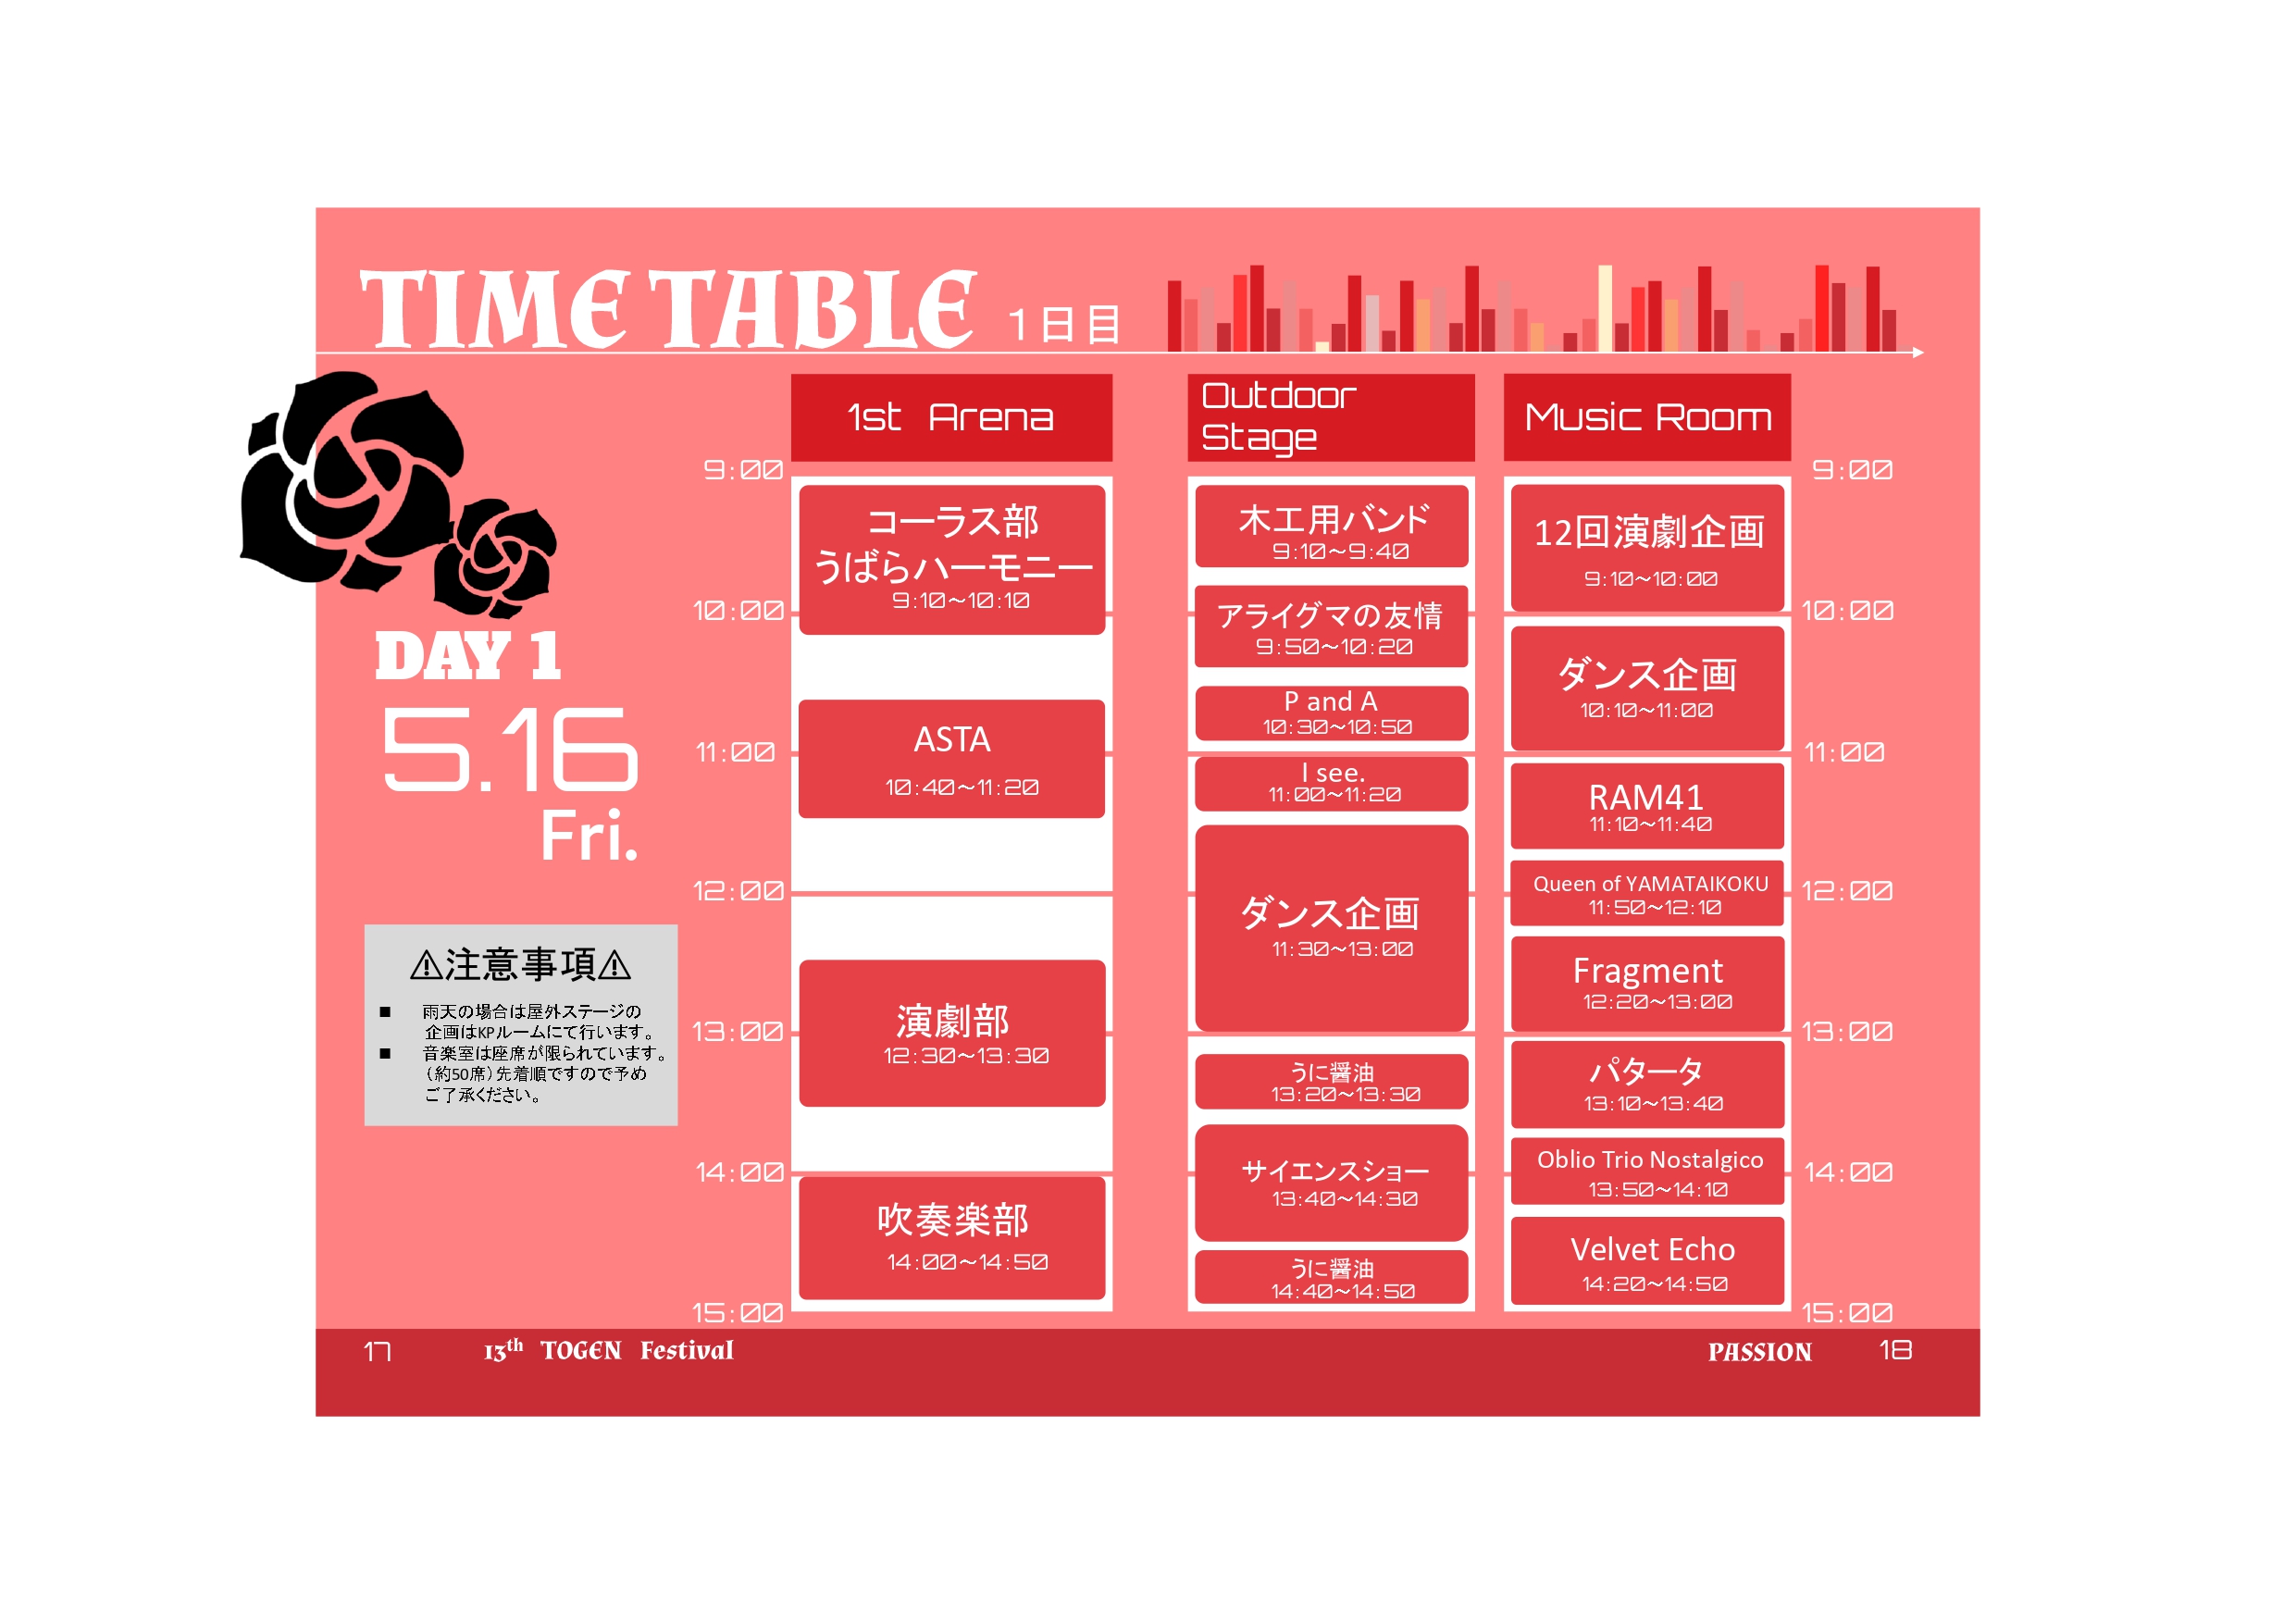 TIME TABLE 1日目
1st Arena
Outdoor
Stage
Music Room
DAY 1
5.16
Fri.
⚠注意事項⚠
■ 雨天の場合は屋外ステージの
企画はKPルームにて行います。
■ 音楽室は座席が限られています。
（約50席）先着順ですので予め
ご了承ください。
9:00
10:00
11:00
12:00
13:00
14:00
15:00
コーラス部
うばらハーモニー
9:10～10:10
ASTA
10:40～11:20
演劇部
12:30～13:30
吹奏楽部
14:00～14:50
木工用バンド
9:10～9:40
アライグマの友情
9:50～10:20
P and A
10:30～10:50
I see.
11:00～11:20
ダンス企画
11:30～13:00
うに醤油
13:20～13:30
サイエンスショー
13:40～14:30
うに醤油
14:40～14:50
12回演劇企画
9:10～10:00
ダンス企画
10:10～11:00
RAM41
11:10～11:40
Queen of YAMATAIKOKU
11:50～12:10
Fragment
12:20～13:00
パタータ
13:10～13:40
Oblio Trio Nostalgico
13:50～14:10
Velvet Echo
14:20～14:50
9:00
10:00
11:00
12:00
13:00
14:00
15:00
17 13th TOGEN Festival
PASSION 18